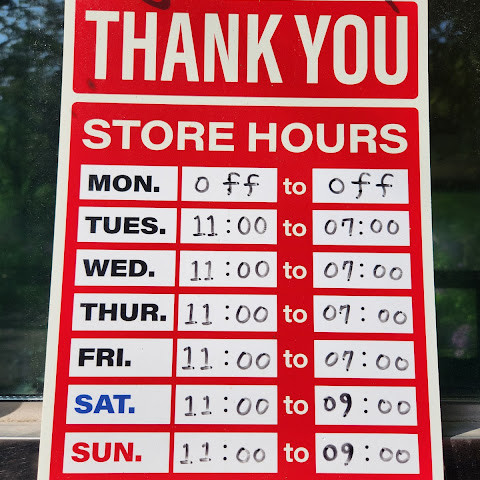 THANK YOU
STORE HOURS
MON. off to off
TUES. 11:00 to 07:00
WED. 11:00 to 07:00
THUR. 11:00 to 07:00
FRI. 11:00 to 07:00
SAT. 11:00 to 09:00
SUN. 11:00 to 09:00